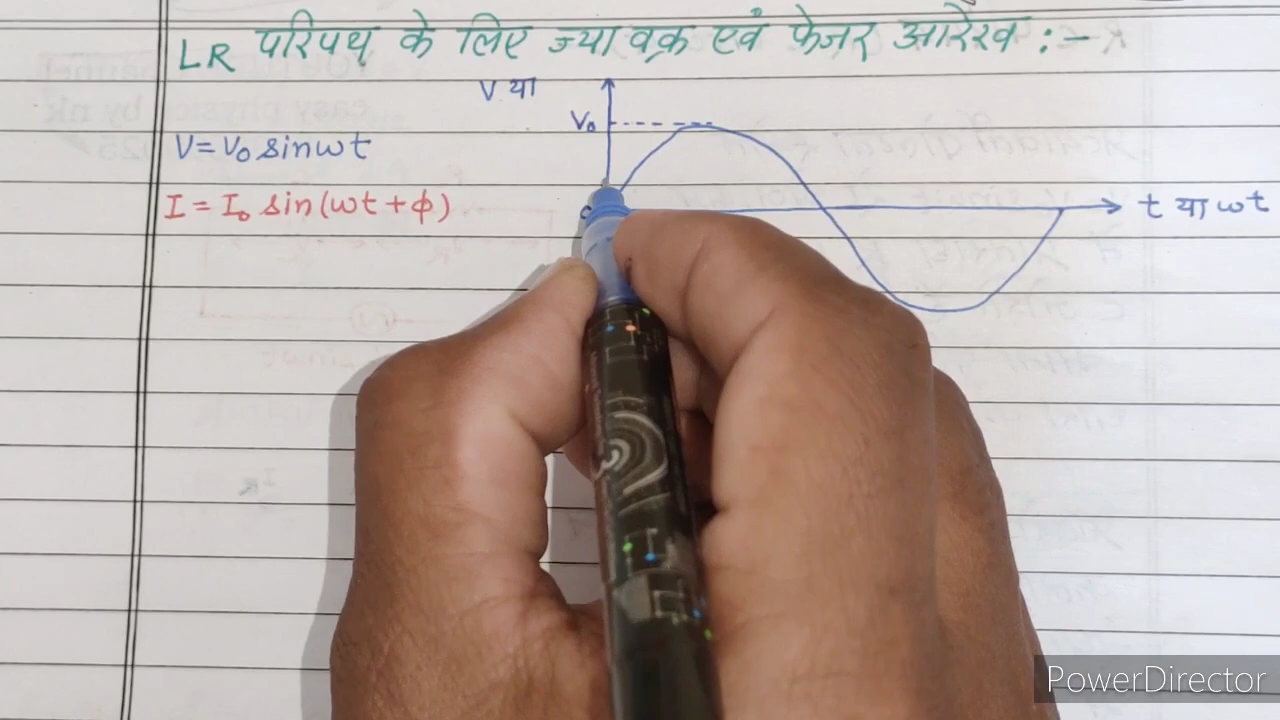 LR परिपथ के लिए ज्या वक्र एवं फेजर आरेख :-
V या
V₀
V = V₀ sinωt
I = I₀ sin(ωt + ϕ)
t या ωt
PowerDirector